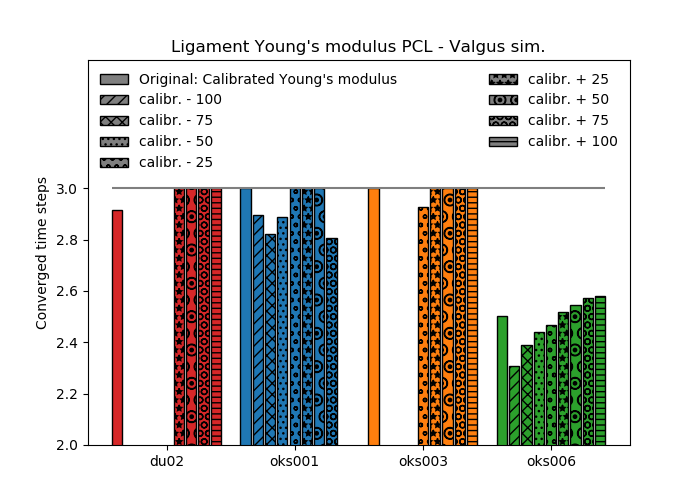 Ligament Young's modulus PCL - Valgus sim.
Original: Calibrated Young's modulus
calibr. - 100
calibr. - 75
calibr. - 50
calibr. - 25
calibr. + 25
calibr. + 50
calibr. + 75
calibr. + 100
Converged time steps
3.0
2.8
2.6
2.4
2.2
2.0
du02 oks001 oks003 oks006